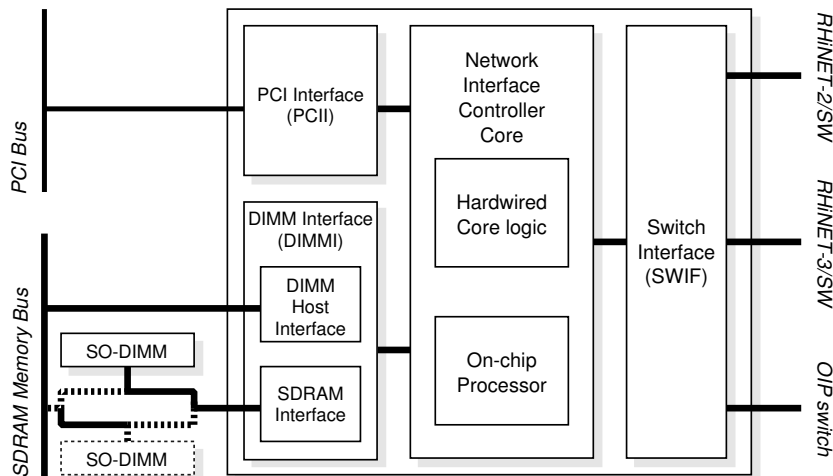 PCI Bus
SDRAM Memory Bus
PCI Interface
(PCII)
DIMM Interface
(DIMMI)
DIMM
Host
Interface
SDRAM
Interface
SO-DIMM
SO-DIMM
Network
Interface
Controller
Core
Hardwired
Core logic
On-chip
Processor
Switch
Interface
(SWIF)
RHiNET-2/SW
RHiNET-3/SW
OIP switch